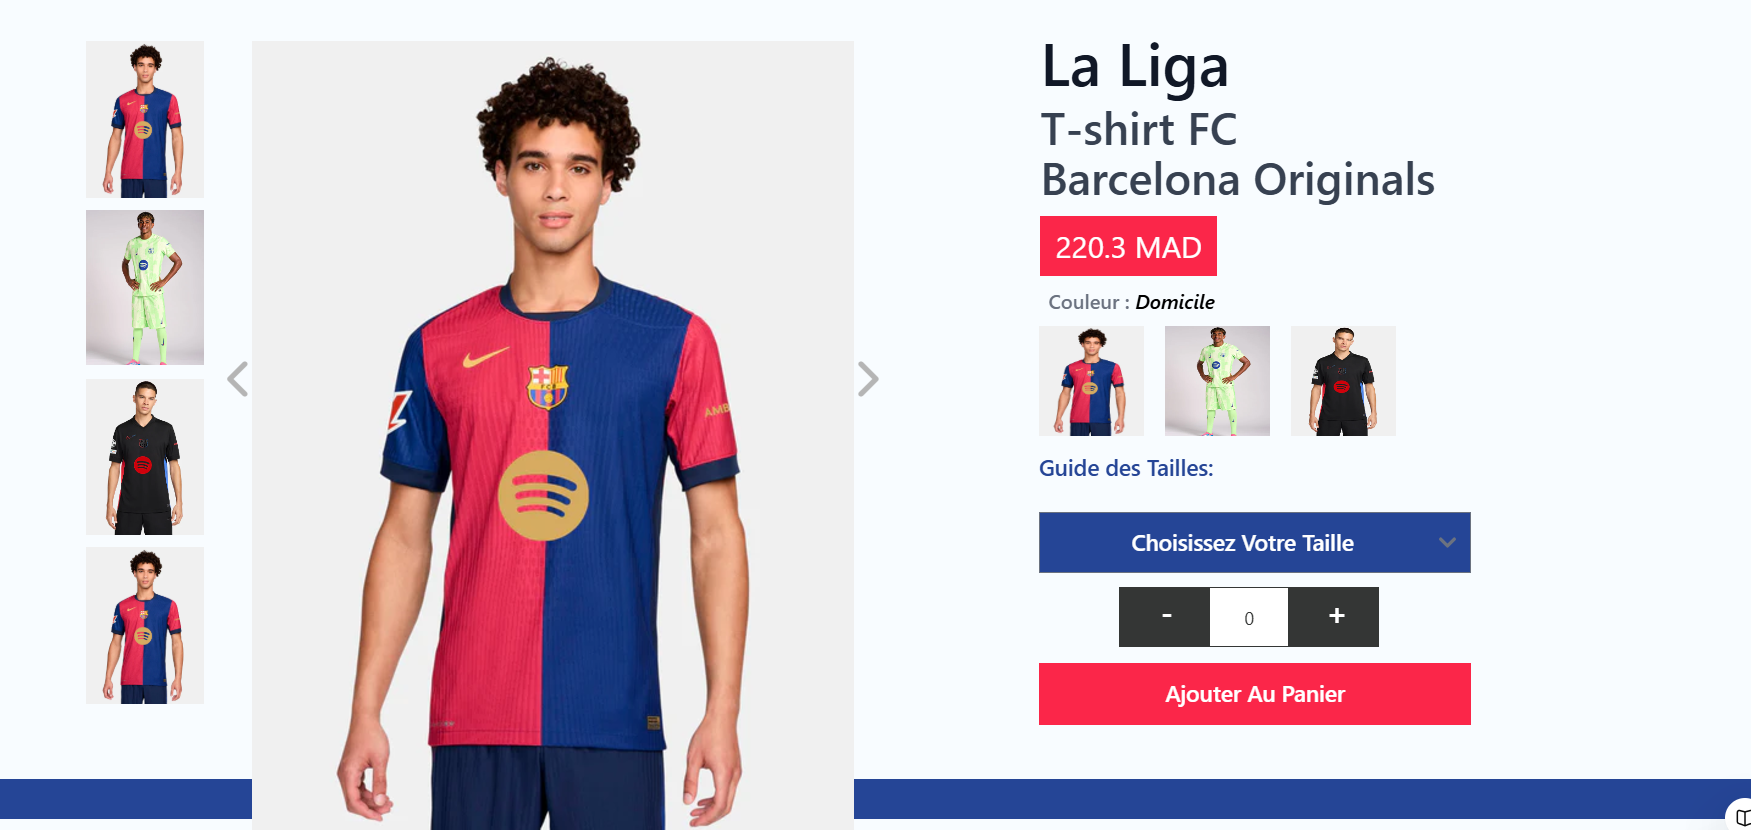 La Liga
T-shirt FC
Barcelona Originals
220.3 MAD
Couleur : Domicile
Guide des Tailles:
Choisissez Votre Taille
- 0 +
Ajouter Au Panier
AMB